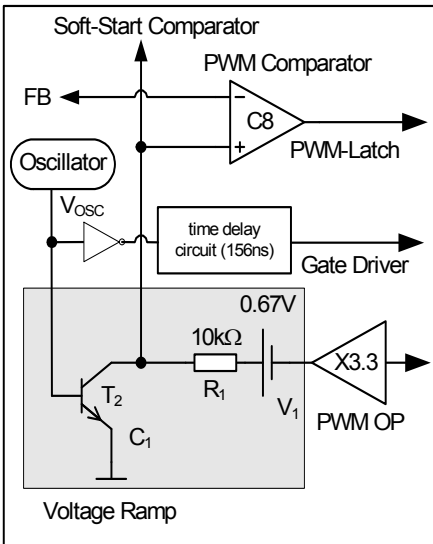 Soft-Start Comparator
PWM Comparator
FB
C8
PWM-Latch
Oscillator
VOSC
time delay
circuit (156ns)
Gate Driver
0.67V
10kΩ
X3.3
T2
R1
V1
C1
PWM OP
Voltage Ramp